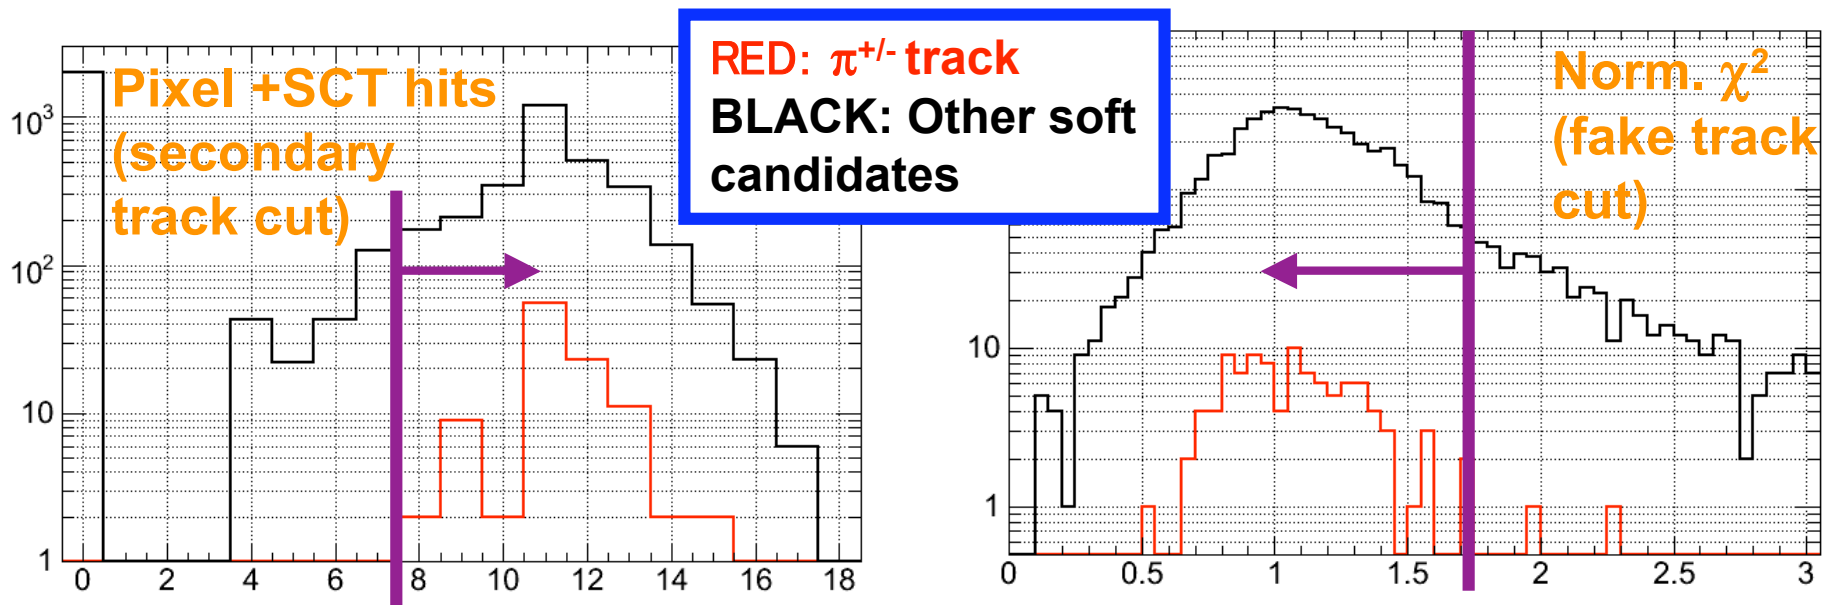 Pixel +SCT hits
(secondary
track cut)
10³
10²
10
1
0 2 4 6 8 10 12 14 16 18
RED: π⁺/⁻ track
BLACK: Other soft
candidates
Norm. χ²
(fake track
cut)
10
1
0 0.5 1 1.5 2 2.5 3